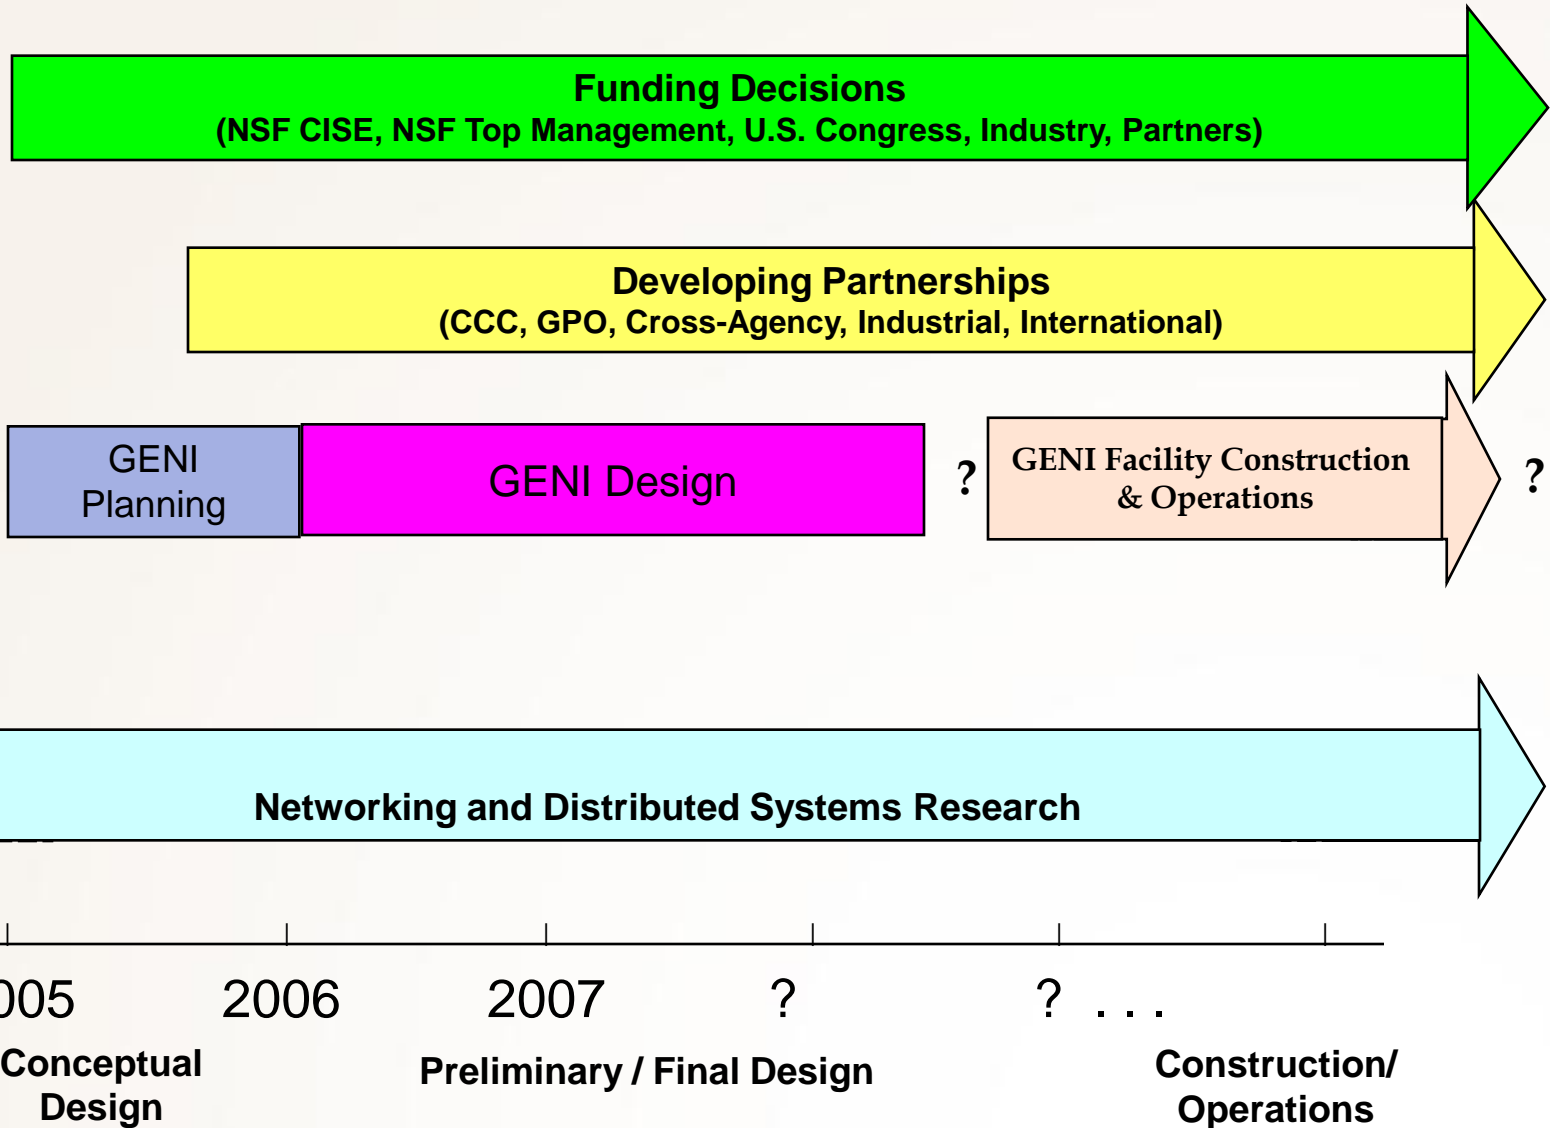 Funding Decisions
(NSF CISE, NSF Top Management, U.S. Congress, Industry, Partners)
Developing Partnerships
(CCC, GPO, Cross-Agency, Industrial, International)
GENI
Planning
GENI Design
?
GENI Facility Construction
& Operations
?
Networking and Distributed Systems Research
005 2006 2007 ? ? . . .
Conceptual
Design
Preliminary / Final Design
Construction/
Operations